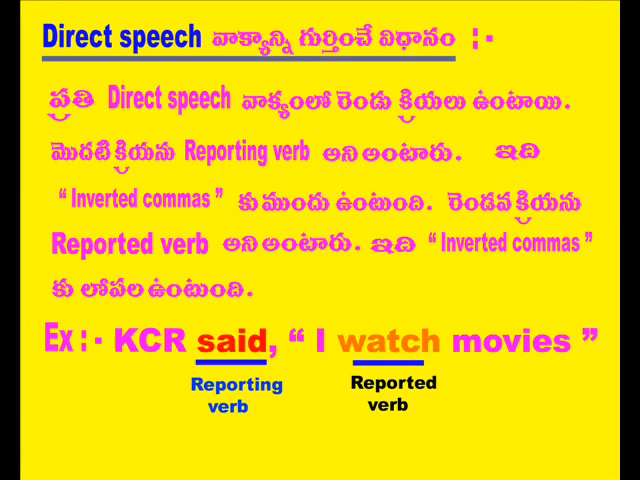 Direct speech వాక్యాన్ని గుర్తించే విధానం :-
ప్రతి Direct speech వాక్యంలో రెండు క్రియలు ఉంటాయి.
మొదటి క్రియను Reporting verb అని అంటారు. ఇది
“ Inverted commas ” కు ముందు ఉంటుంది. రెండవ క్రియను
Reported verb అని అంటారు. ఇది “ Inverted commas ”
కు లోపల ఉంటుంది.
Ex :- KCR said, “ I watch movies ”
Reporting verb
Reported verb